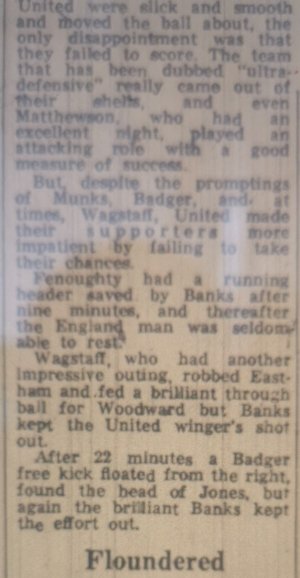 United were slick and smooth
and moved the ball about, the
only disappointment was that
they failed to score. The team
that has been dubbed "ultra-
defensive" really came out of
their shells, and even
Matthewson, who had an
excellent night, played an
attacking role with a good
measure of success.
But, despite the promptings
of Munks, Badger, and at
times, Wagstaff, United made
their supporters more
impatient by failing to take
their chances.
Fenoughty had a running
header saved by Banks after
nine minutes, and thereafter
the England man was seldom
able to rest.
Wagstaff, who had another
impressive outing, robbed East-
ham and fed a brilliant through
ball for Woodward but Banks
kept the United winger's shot
out.
After 22 minutes a Badger
free kick floated from the right,
found the head of Jones, but
again the brilliant Banks kept
the effort out.
Floundered